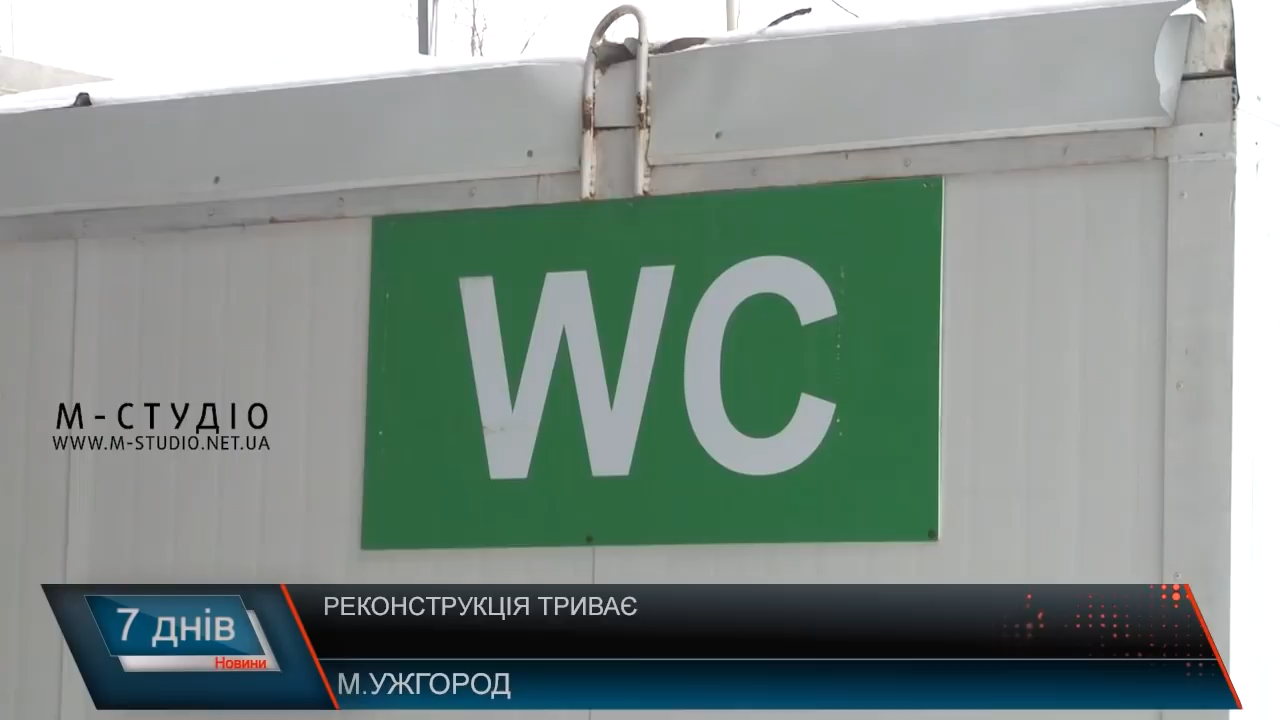 WC
М-СТУДІО
WWW.M-STUDIO.NET.UA
7 днів
Новини
РЕКОНСТРУКЦІЯ ТРИВАЄ
М.УЖГОРОД